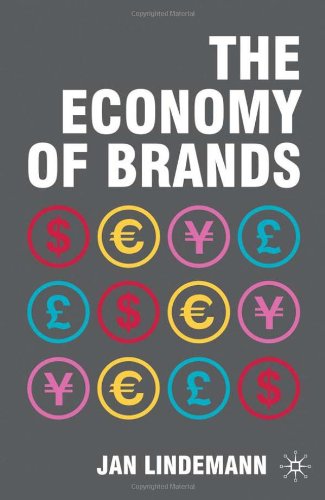 THE
ECONOMY
OF BRANDS
$ € ¥ £
£ $ € ¥
¥ € £ $
JAN LINDEMANN